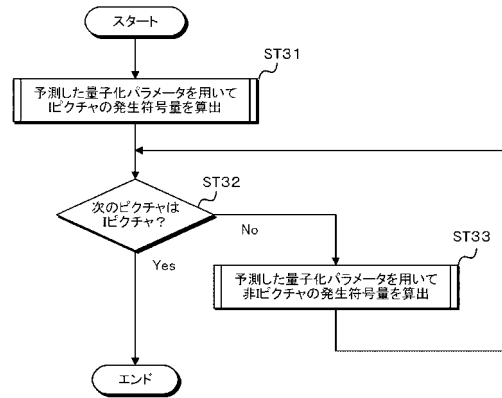 スタート
ST31
予測した量子化パラメータを用いて
Iピクチャの発生符号量を算出
ST32
次のピクチャは
Iピクチャ？
No
Yes
ST33
予測した量子化パラメータを用いて
非Iピクチャの発生符号量を算出
エンド